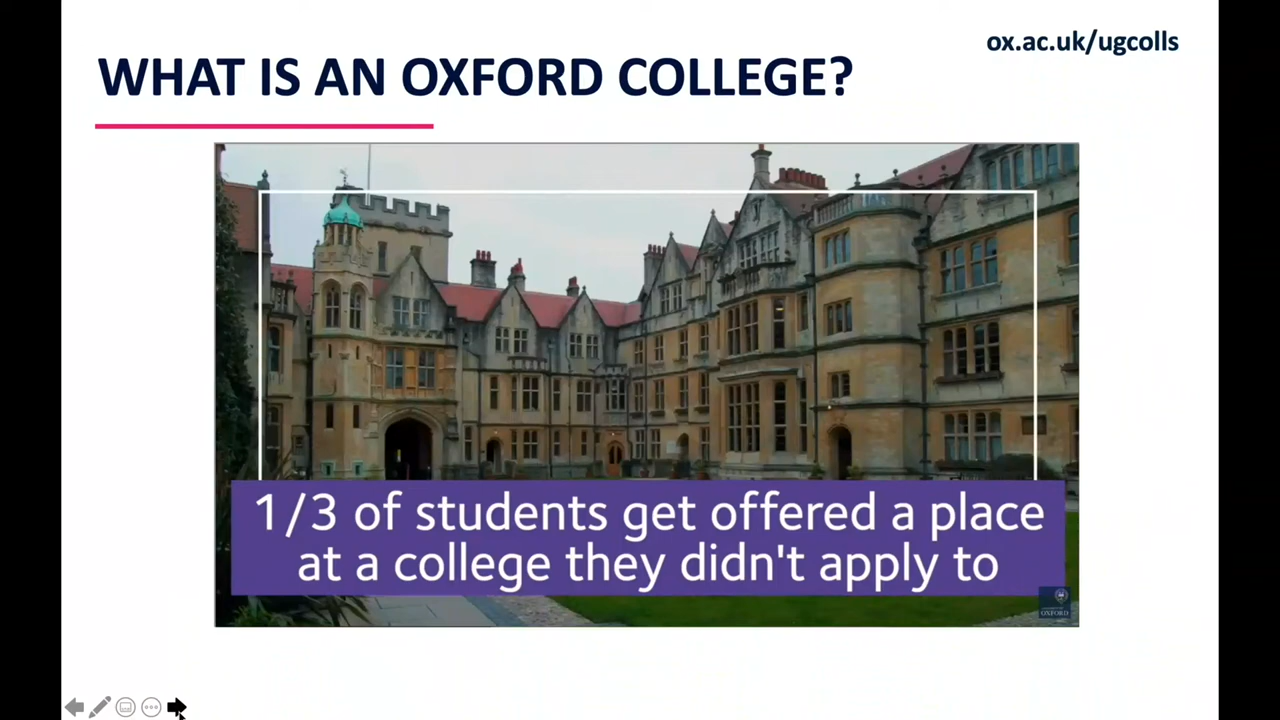 ox.ac.uk/ugcolls
WHAT IS AN OXFORD COLLEGE?
1/3 of students get offered a place
at a college they didn't apply to
OXFORD